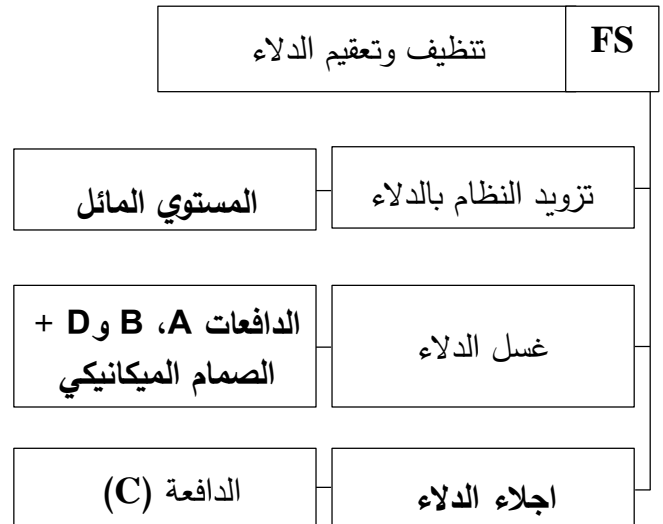 FS
تنظيف وتعقيم الدلاء
تزويد النظام بالدلاء
المستوي المائل
غسل الدلاء
الدافعات A، B و D +
الصمام الميكانيكي
اجلاء الدلاء
الدافعة (C)